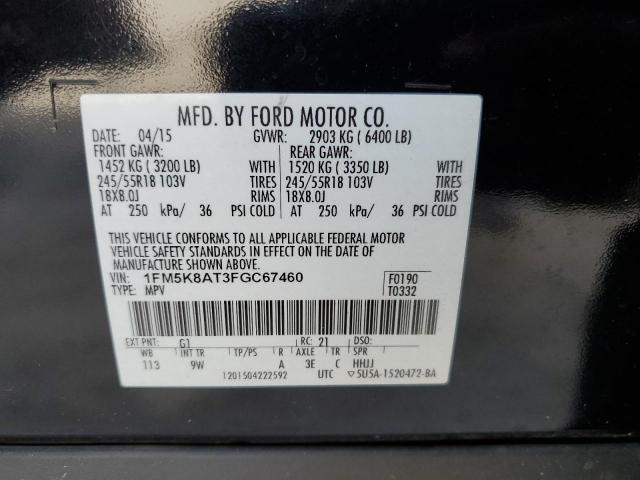 MFD. BY FORD MOTOR CO.
DATE: 04/15 GVWR: 2903 KG ( 6400 LB)
FRONT GAWR: REAR GAWR:
1452 KG ( 3200 LB) WITH 1520 KG ( 3350 LB) WITH
245/55R18 103V TIRES 245/55R18 103V TIRES
18X8.0J RIMS 18X8.0J RIMS
AT 250 kPa/ 36 PSI COLD AT 250 kPa/ 36 PSI COLD
THIS VEHICLE CONFORMS TO ALL APPLICABLE FEDERAL MOTOR
VEHICLE SAFETY STANDARDS IN EFFECT ON THE DATE OF
MANUFACTURE SHOWN ABOVE.
VIN: 1FM5K8AT3FGC67460 F0190
TYPE: MPV T0332
EXT PNT: G1 RC: 21 DSO:
WB INT TR TP/PS R AXLE TR SPR
113 9W A 3E C HHJJ
1201504222592 UTC ▽5U5A-1520472-BA